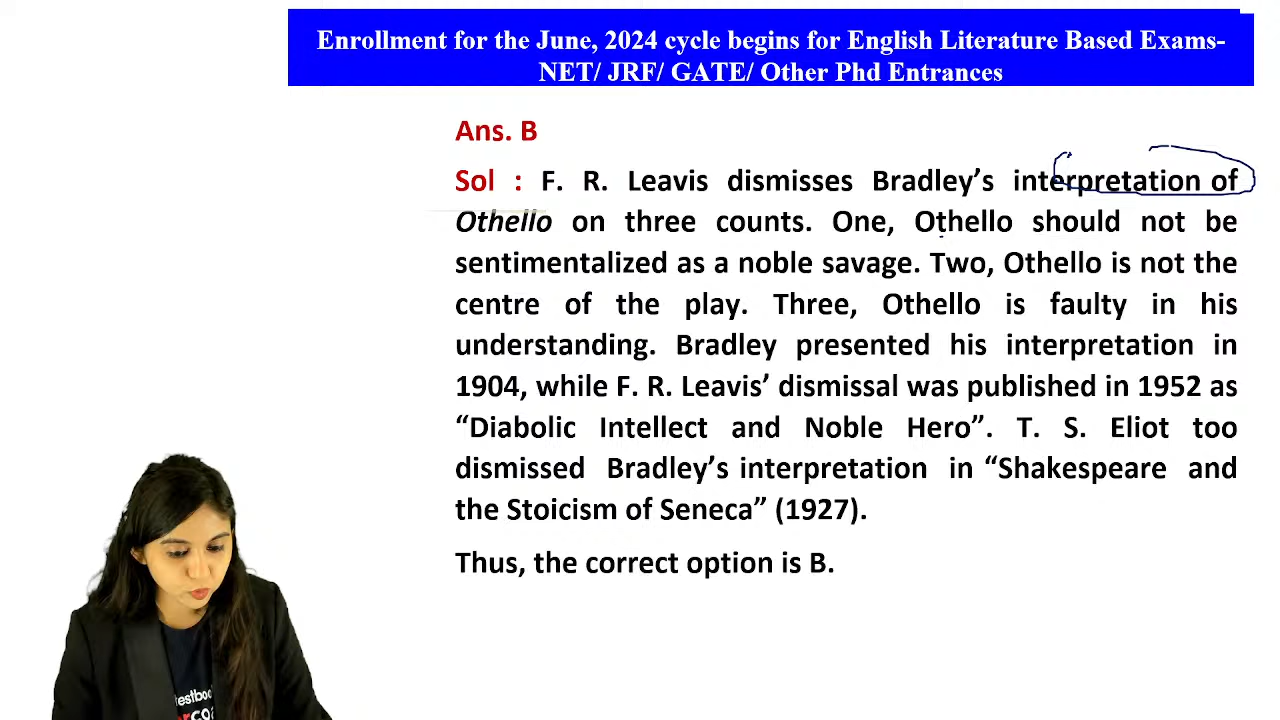 Enrollment for the June, 2024 cycle begins for English Literature Based Exams-
NET/ JRF/ GATE/ Other Phd Entrances
Ans. B
Sol : F. R. Leavis dismisses Bradley’s interpretation of
Othello on three counts. One, Othello should not be
sentimentalized as a noble savage. Two, Othello is not the
centre of the play. Three, Othello is faulty in his
understanding. Bradley presented his interpretation in
1904, while F. R. Leavis’ dismissal was published in 1952 as
“Diabolic Intellect and Noble Hero”. T. S. Eliot too
dismissed Bradley’s interpretation in “Shakespeare and
the Stoicism of Seneca” (1927).
Thus, the correct option is B.